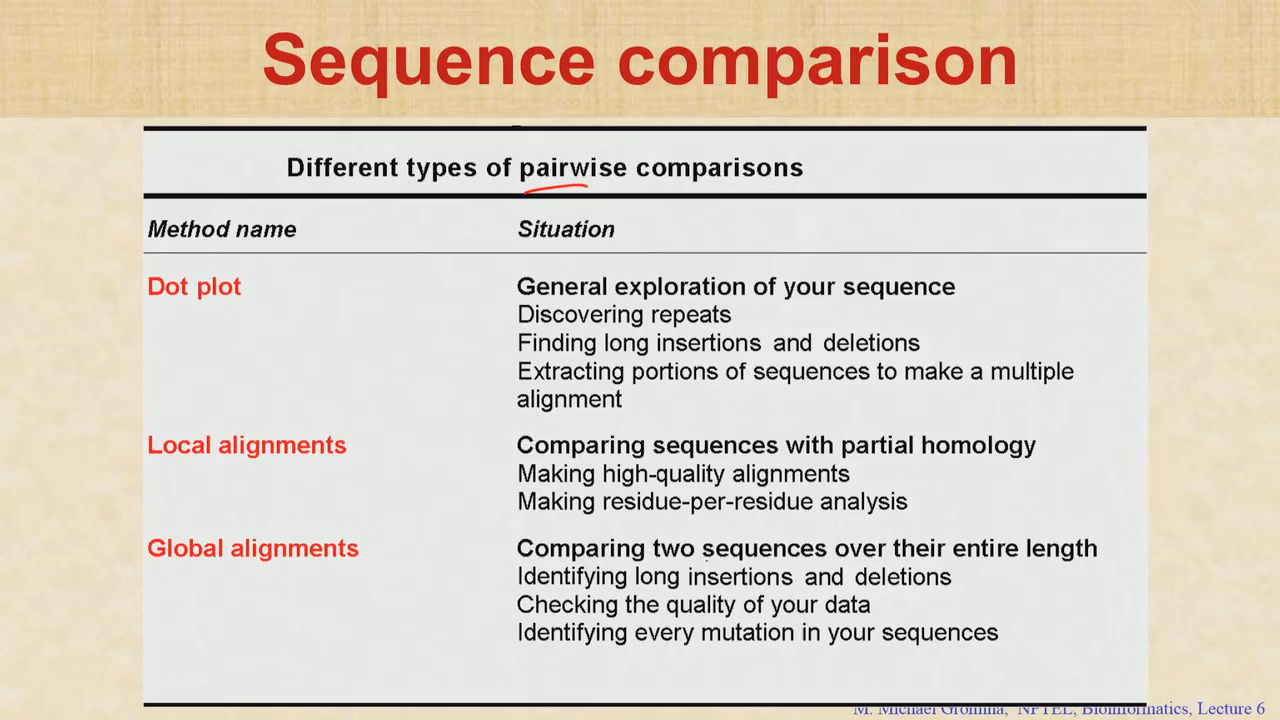 Sequence comparison
Different types of pairwise comparisons
Method name Situation
Dot plot General exploration of your sequence
Discovering repeats
Finding long insertions and deletions
Extracting portions of sequences to make a multiple
alignment
Local alignments Comparing sequences with partial homology
Making high-quality alignments
Making residue-per-residue analysis
Global alignments Comparing two sequences over their entire length
Identifying long insertions and deletions
Checking the quality of your data
Identifying every mutation in your sequences
M. Michael Gromiha, NPTEL, Bioinformatics, Lecture 6